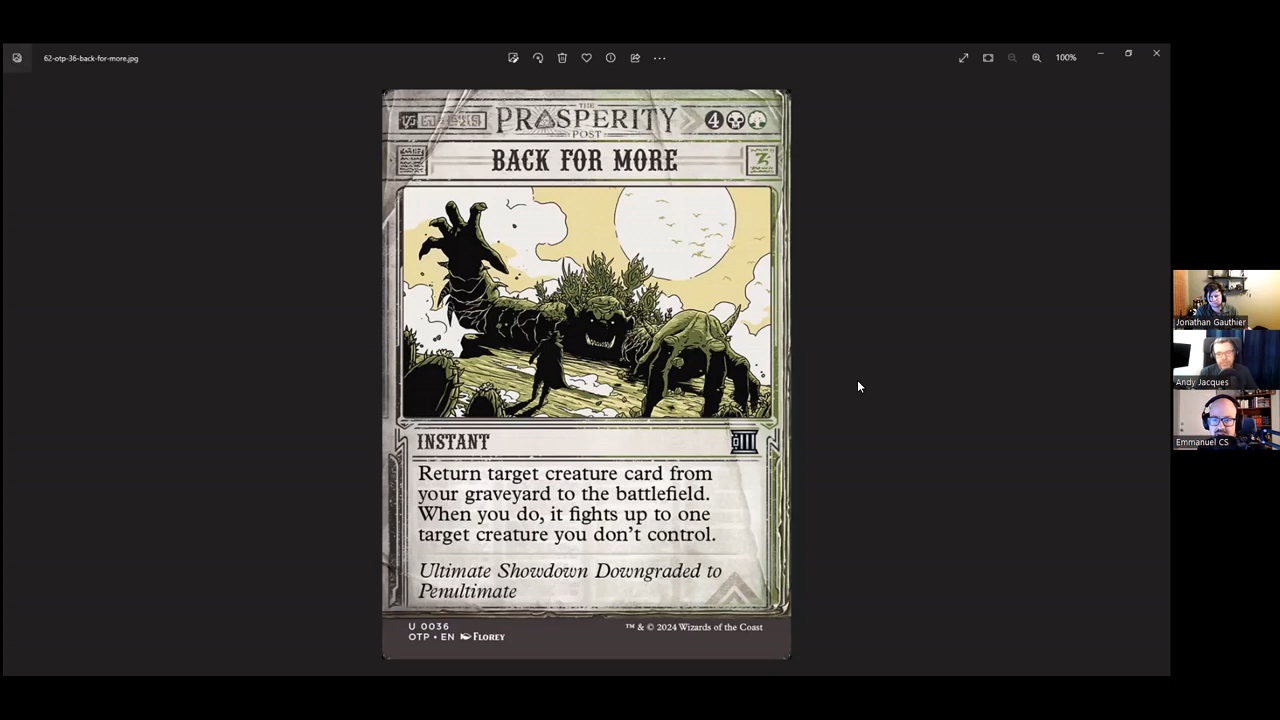 62-otp-36-back-for-more.jpg
100%
THE
PROSPERITY
POST
4
BACK FOR MORE
INSTANT
Return target creature card from
your graveyard to the battlefield.
When you do, it fights up to one
target creature you don't control.
Ultimate Showdown Downgraded to
Penultimate
U 0036
OTP • EN FLOREY
™ & © 2024 Wizards of the Coast
Jonathan Gauthier
Andy Jacques
Emmanuel CS